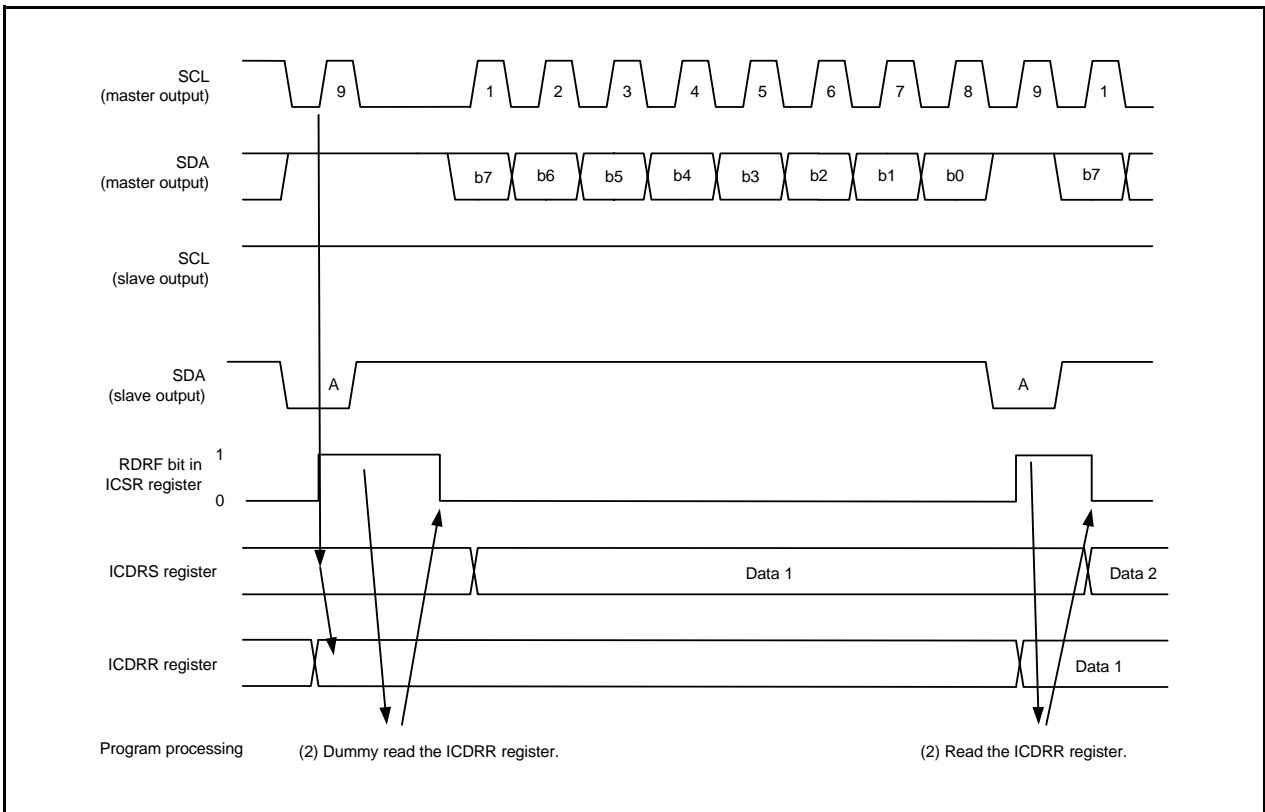 SCL
(master output)
9
1
2
3
4
5
6
7
8
9
1
SDA
(master output)
b7
b6
b5
b4
b3
b2
b1
b0
b7
SCL
(slave output)
SDA
(slave output)
A
A
RDRF bit in
ICSR register
1
0
ICDRS register
Data 1
Data 2
ICDRR register
Data 1
Program processing
(2) Dummy read the ICDRR register.
(2) Read the ICDRR register.